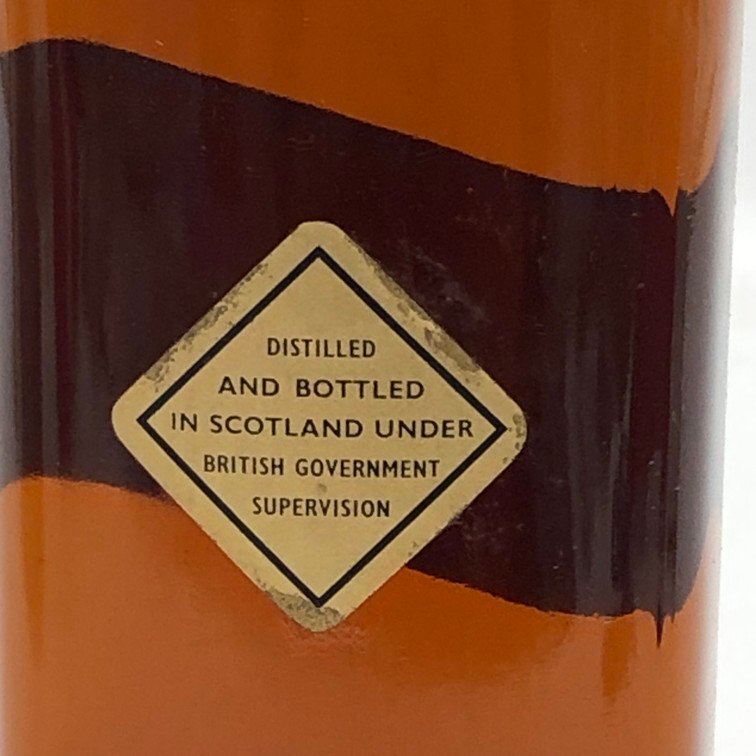 DISTILLED
AND BOTTLED
IN SCOTLAND UNDER
BRITISH GOVERNMENT
SUPERVISION